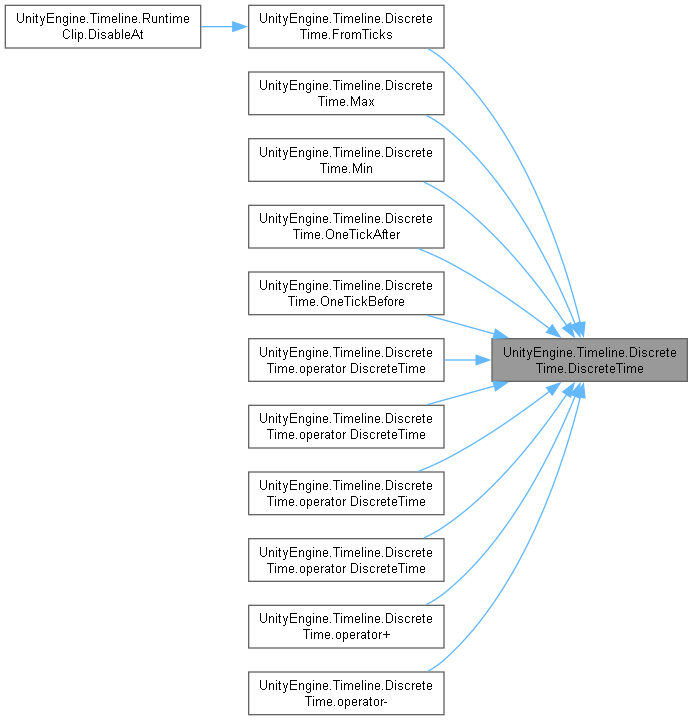 UnityEngine.Timeline.Runtime
Clip.DisableAt
UnityEngine.Timeline.Discrete
Time.FromTicks
UnityEngine.Timeline.Discrete
Time.Max
UnityEngine.Timeline.Discrete
Time.Min
UnityEngine.Timeline.Discrete
Time.OneTickAfter
UnityEngine.Timeline.Discrete
Time.OneTickBefore
UnityEngine.Timeline.Discrete
Time.operator DiscreteTime
UnityEngine.Timeline.Discrete
Time.operator DiscreteTime
UnityEngine.Timeline.Discrete
Time.operator DiscreteTime
UnityEngine.Timeline.Discrete
Time.operator DiscreteTime
UnityEngine.Timeline.Discrete
Time.operator+
UnityEngine.Timeline.Discrete
Time.operator-
UnityEngine.Timeline.Discrete
Time.DiscreteTime